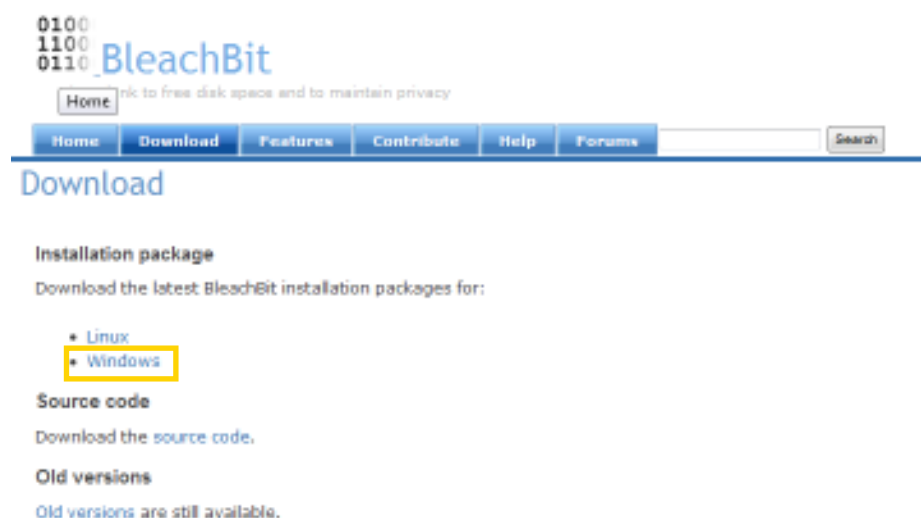 0100
1100
0110_BleachBit
nk to free disk space and to maintain privacy
Home
Home Download Features Contribute Help Forums Search
Download
Installation package
Download the latest BleachBit installation packages for:
• Linux
• Windows
Source code
Download the source code.
Old versions
Old versions are still available.